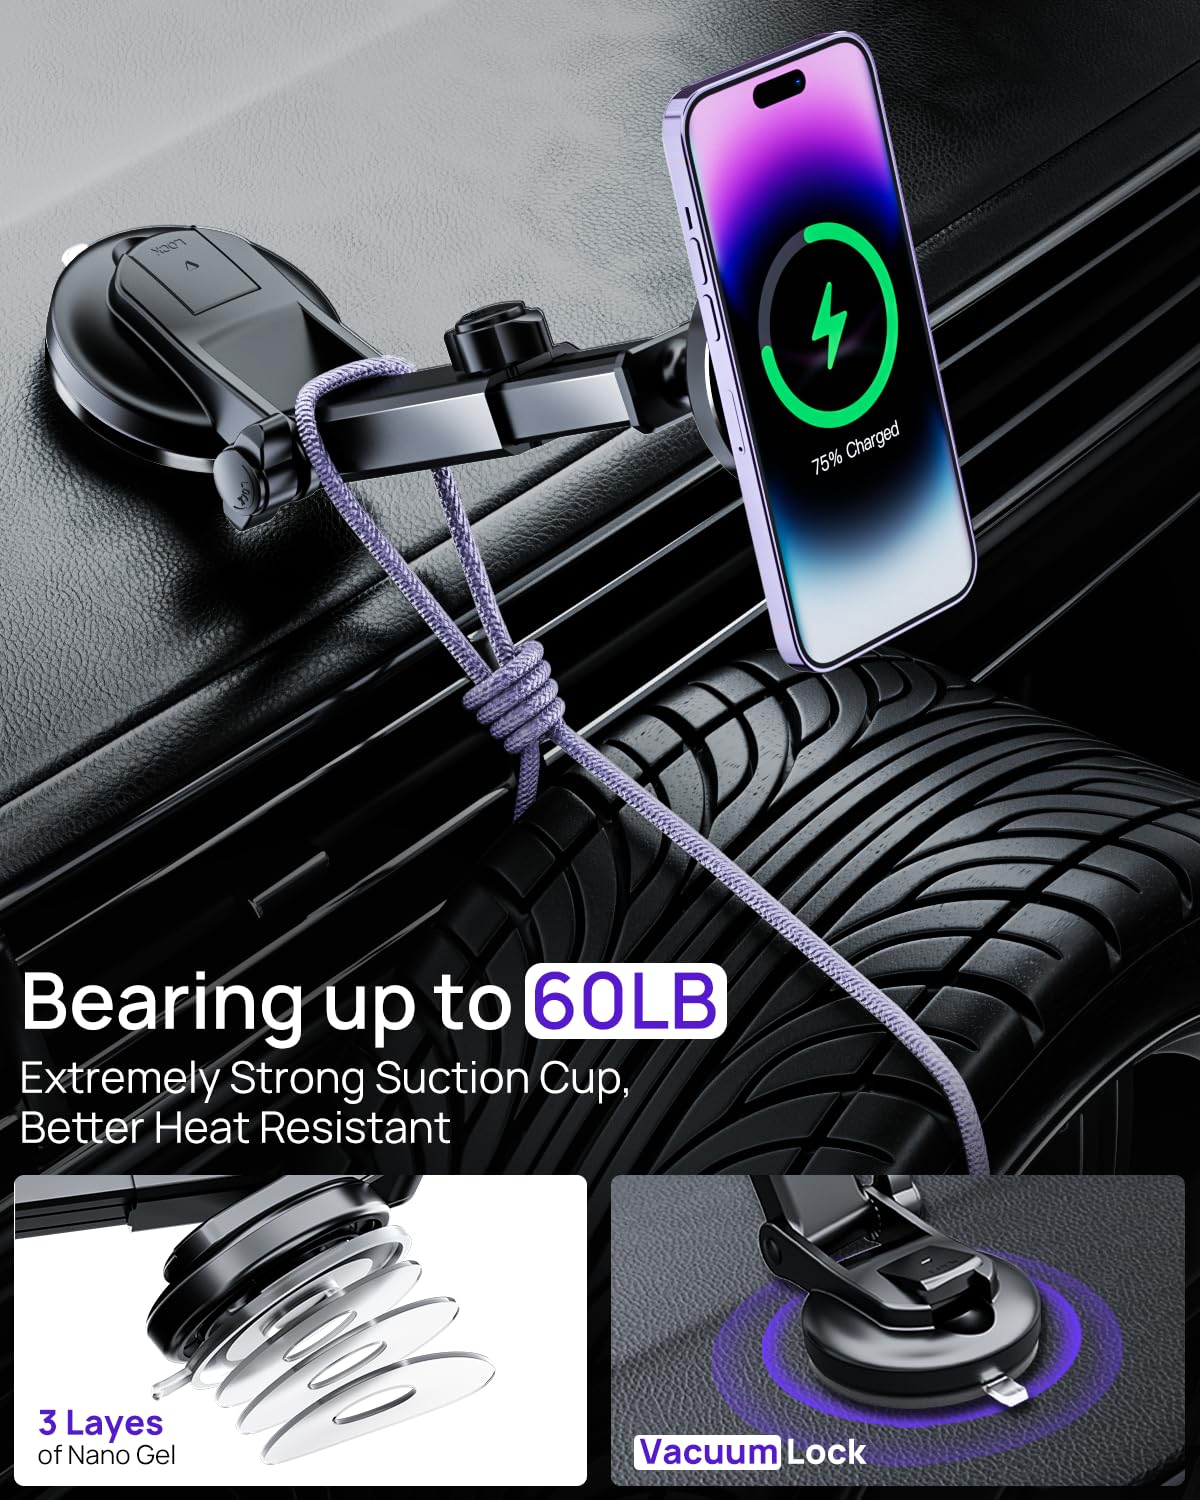 LOCK
75% Charged
Bearing up to 60LB
Extremely Strong Suction Cup,
Better Heat Resistant
3 Layes
of Nano Gel
Vacuum Lock